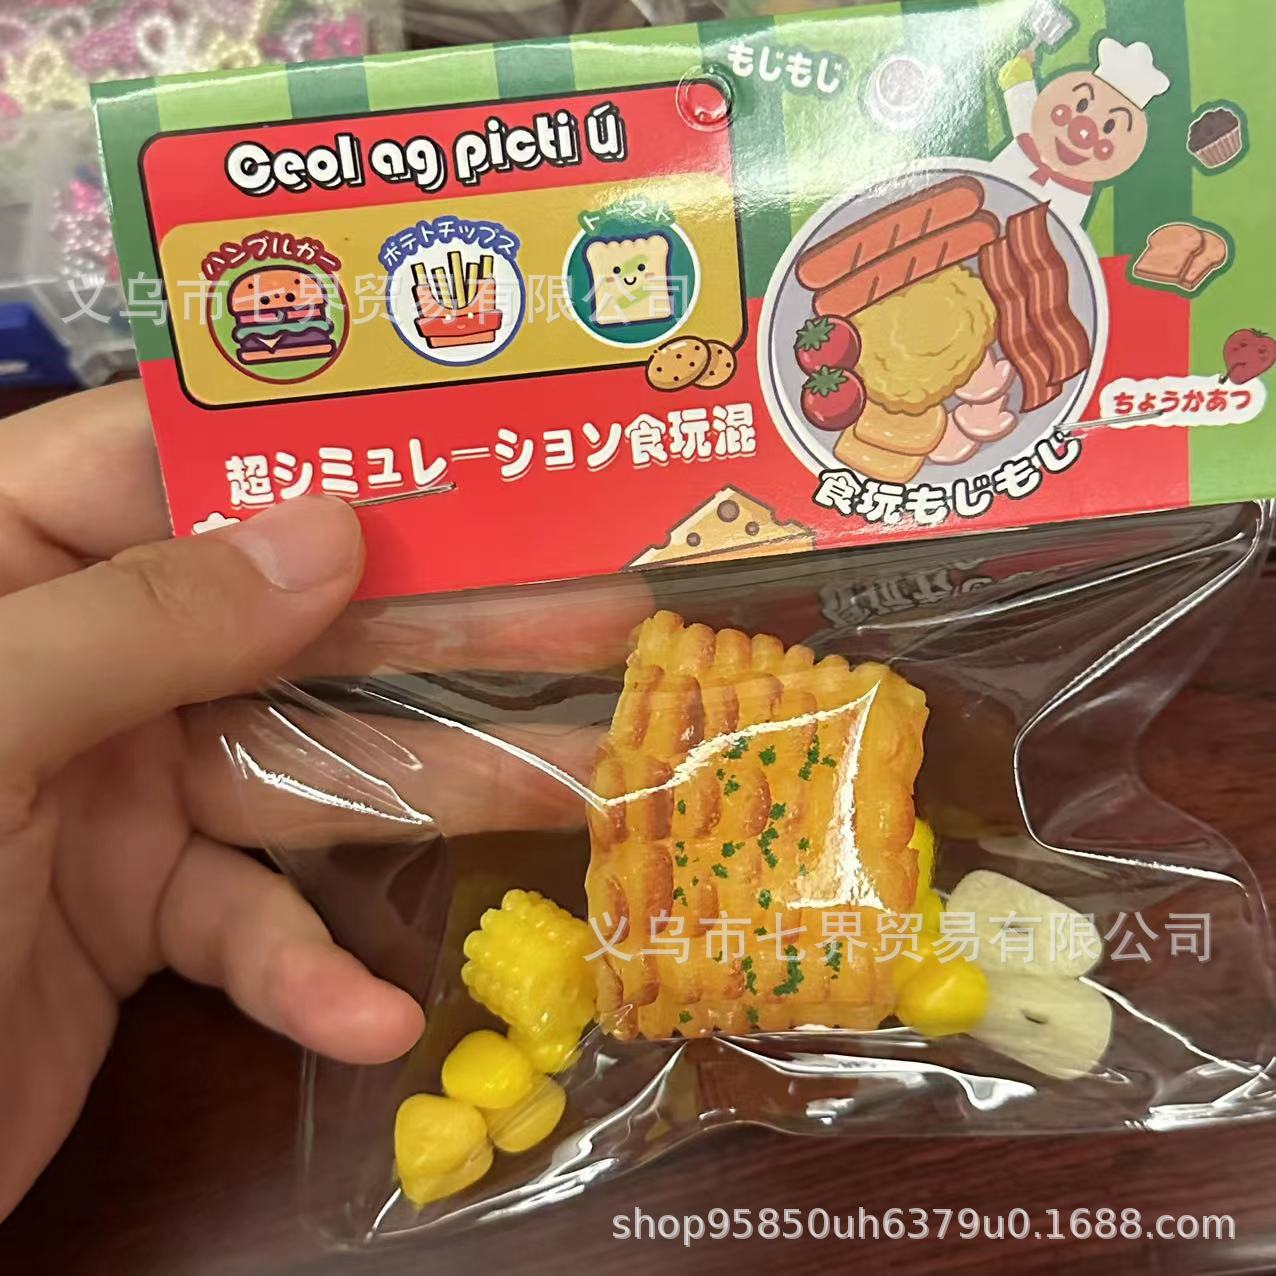 もじもじ
Ceol ag picti ú
ハンブルガー
ポテトチップス
トースト
义乌市七界贸易有限公司
ちょうかあつ
超シミュレーション食玩混
食玩もじもじ
义乌市七界贸易有限公司
shop95850uh6379u0.1688.com